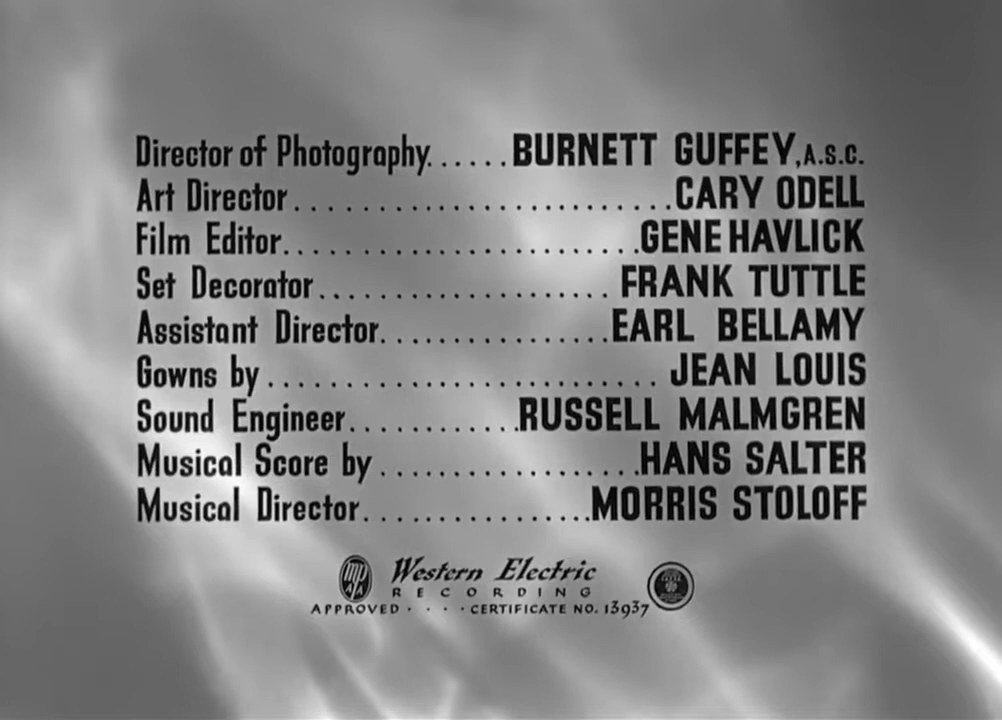 Director of Photography......BURNETT GUFFEY, A.S.C.
Art Director........................CARY ODELL
Film Editor.......................GENE HAVLICK
Set Decorator...................FRANK TUTTLE
Assistant Director...............EARL BELLAMY
Gowns by..........................JEAN LOUIS
Sound Engineer............RUSSELL MALMGREN
Musical Score by.................HANS SALTER
Musical Director...............MORRIS STOLOFF
Western Electric
RECORDING
APPROVED....CERTIFICATE NO. 13937